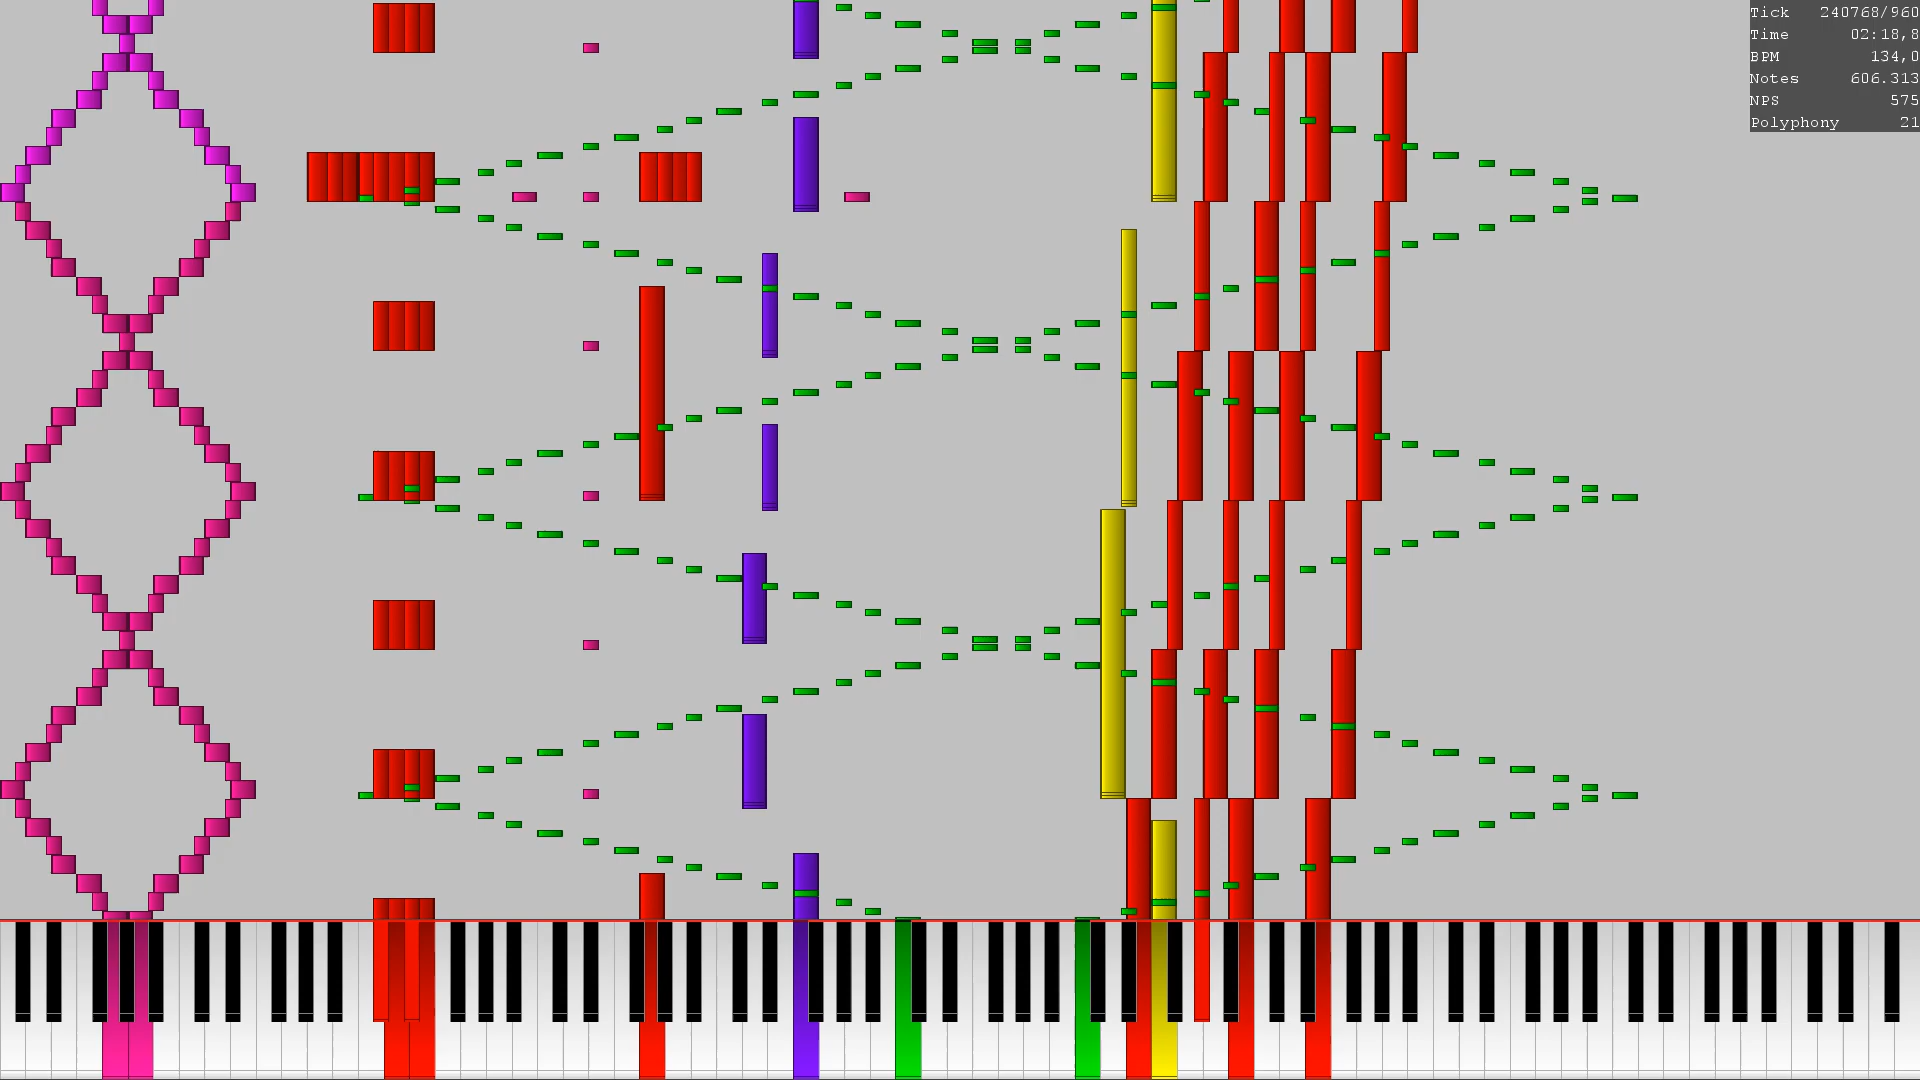 Tick 240768/960
Time 02:18,8
BPM 134,0
Notes 606.313
NPS 575
Polyphony 21